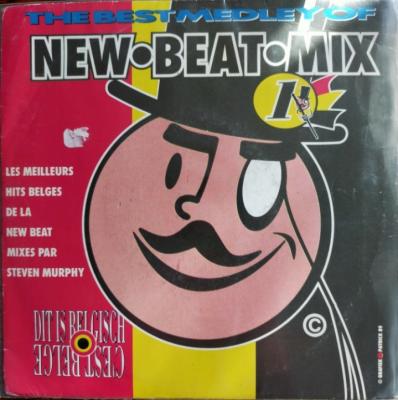 THE BEST MEDLEY OF
NEW•BEAT•MIX
1
LES MEILLEURS
HITS BELGES
DE LA
NEW BEAT
MIXES PAR
STEVEN MURPHY
DIT IS BELGISCH
C'EST BELGE
©